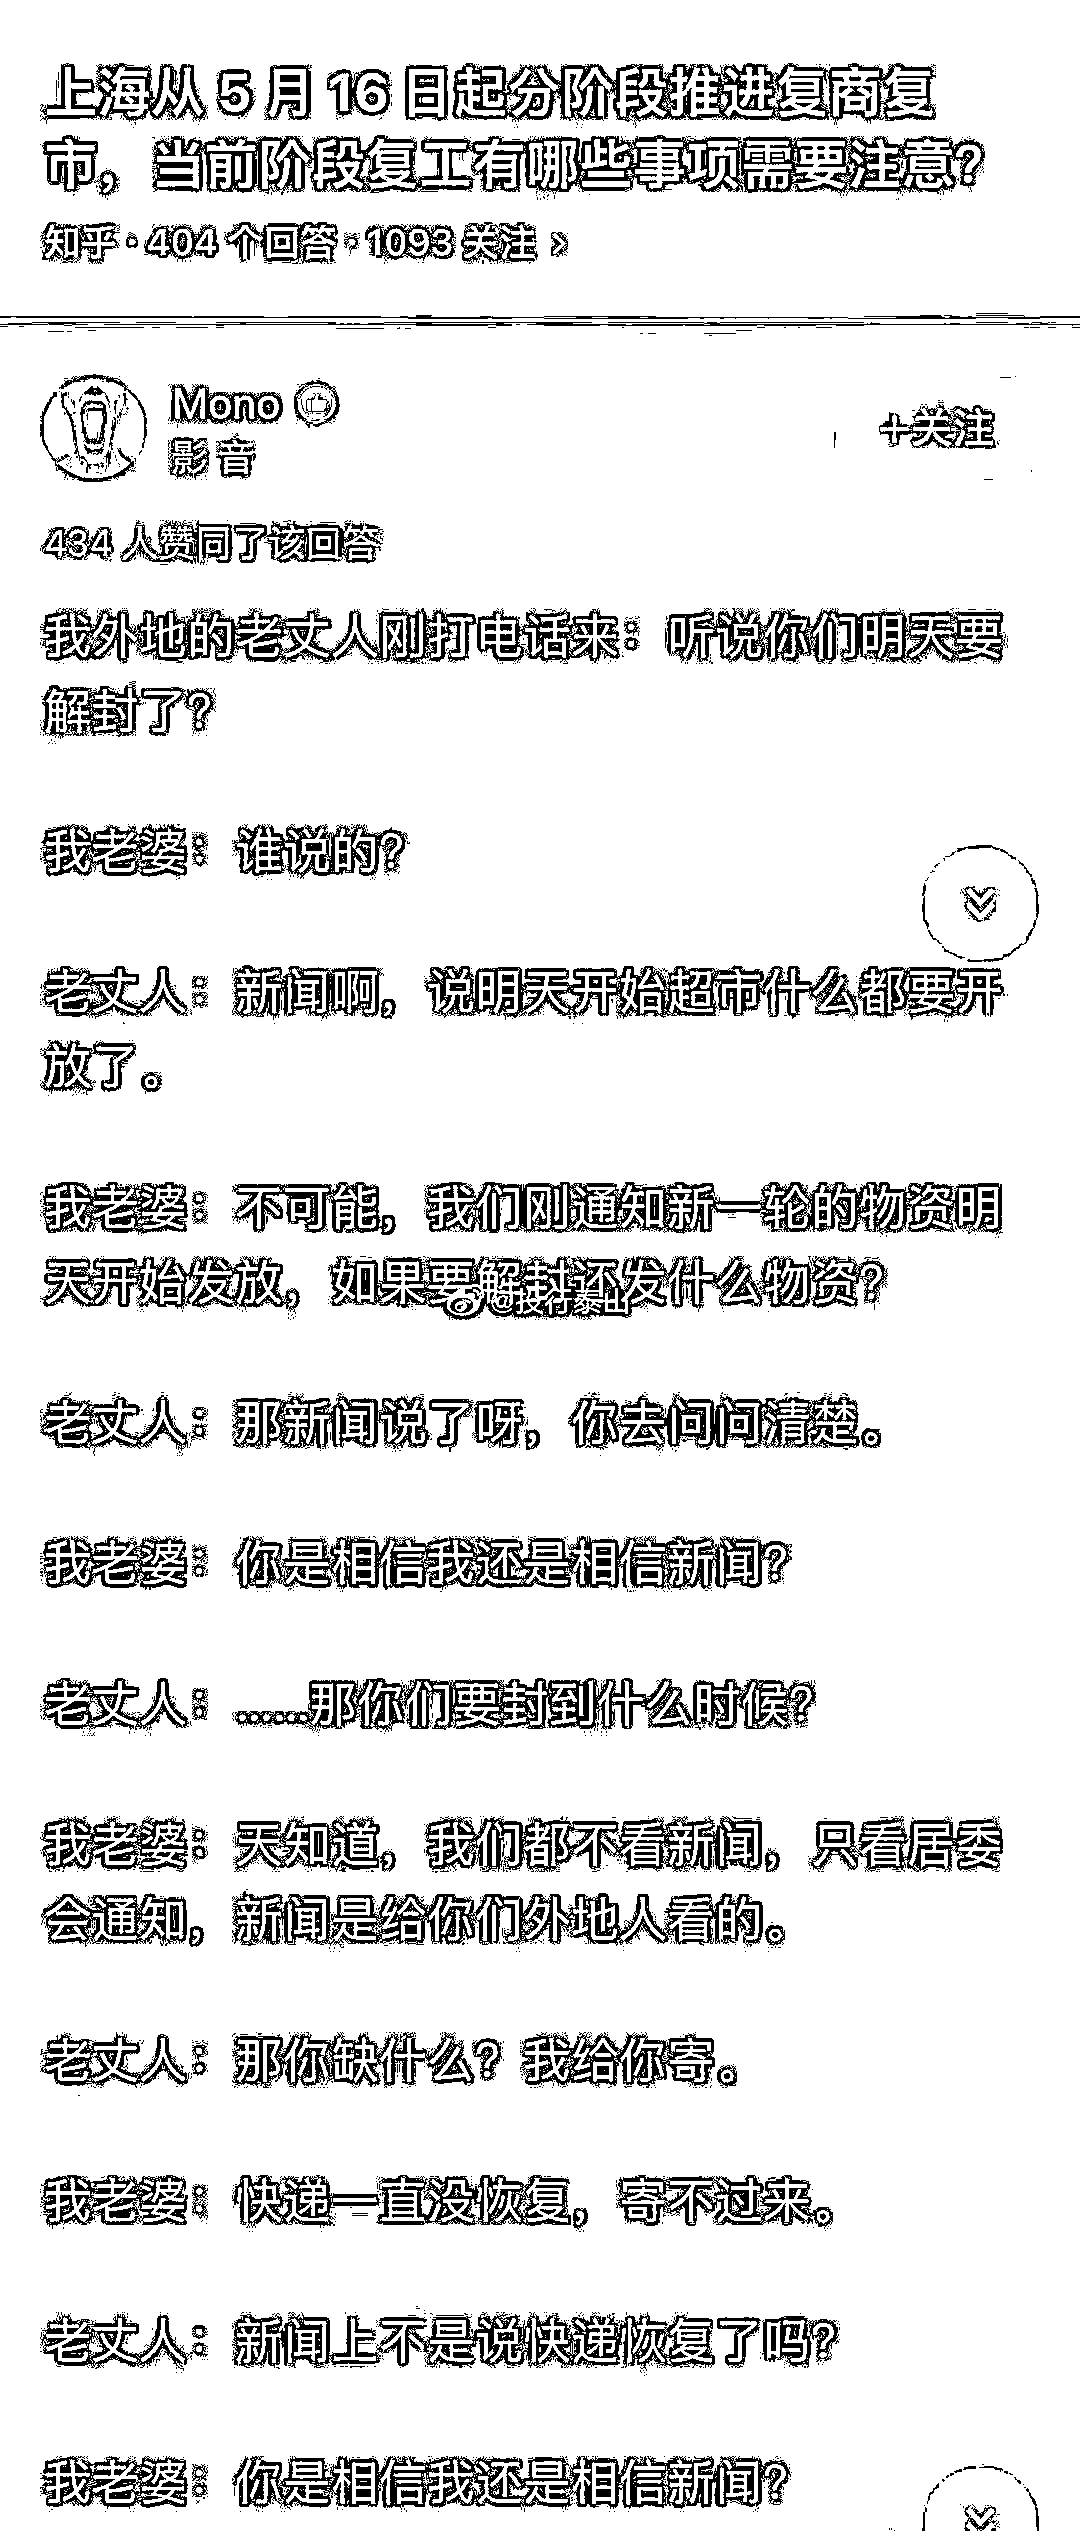 上海从 5 月 16 日起分阶段推进复商复
市，当前阶段复工有哪些事项需要注意？
知乎 · 404 个回答 · 1093 关注 >
Mono
影 音
+关注
434 人赞同了该回答
我外地的老丈人刚打电话来：听说你们明天要
解封了？
我老婆：谁说的？
老丈人：新闻啊，说明天开始超市什么都要开
放了。
我老婆：不可能，我们刚通知新一轮的物资明
天开始发放，如果要解封还发什么物资？
老丈人：那新闻说了呀，你去问问清楚。
我老婆：你是相信我还是相信新闻？
老丈人：……那你们要封到什么时候？
我老婆：天知道，我们都不看新闻，只看居委
会通知，新闻是给你们外地人看的。
老丈人：那你缺什么？我给你寄。
我老婆：快递一直没恢复，寄不过来。
老丈人：新闻上不是说快递恢复了吗？
我老婆：你是相信我还是相信新闻？